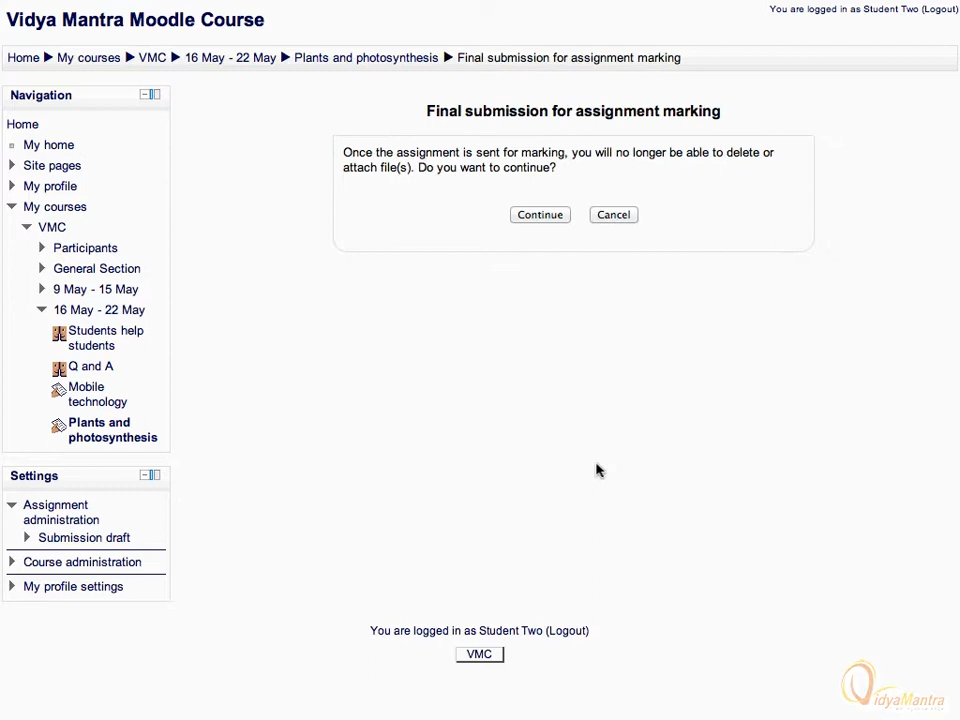 Vidya Mantra Moodle Course
You are logged in as Student Two (Logout)
Home ▶ My courses ▶ VMC ▶ 16 May - 22 May ▶ Plants and photosynthesis ▶ Final submission for assignment marking
Navigation
Home
My home
Site pages
My profile
My courses
VMC
Participants
General Section
9 May - 15 May
16 May - 22 May
Students help
students
Q and A
Mobile
technology
Plants and
photosynthesis
Settings
Assignment
administration
Submission draft
Course administration
My profile settings
Final submission for assignment marking
Once the assignment is sent for marking, you will no longer be able to delete or
attach file(s). Do you want to continue?
Continue Cancel
You are logged in as Student Two (Logout)
VMC
VidyaMantra